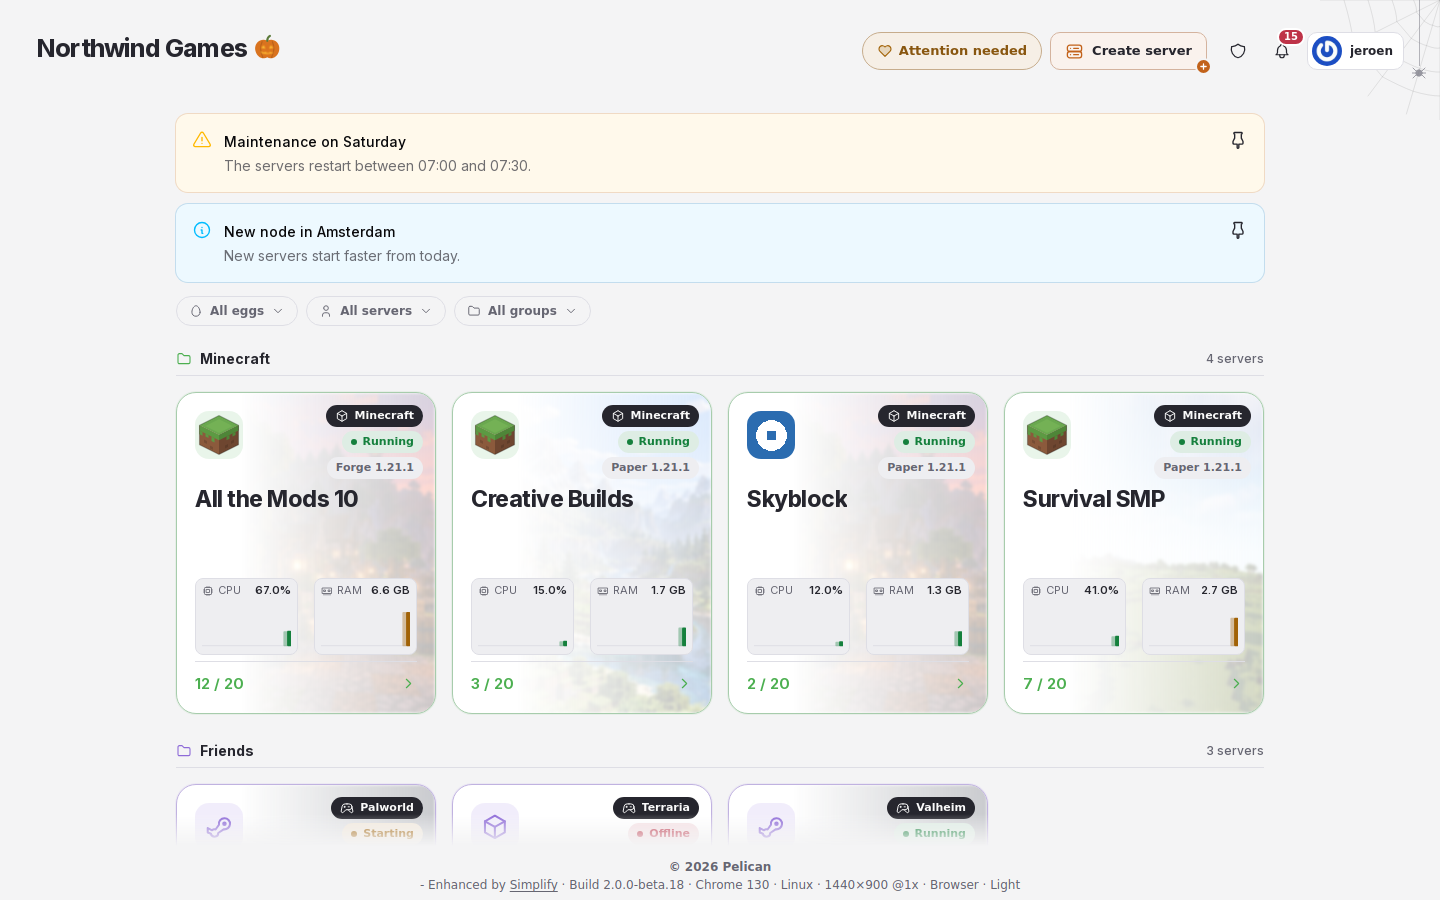 Northwind Games
Attention needed
Create server
15
jeroen
Maintenance on Saturday
The servers restart between 07:00 and 07:30.
New node in Amsterdam
New servers start faster from today.
All eggs
All servers
All groups
Minecraft
4 servers
Minecraft
Running
Forge 1.21.1
All the Mods 10
CPU 67.0%
RAM 6.6 GB
12 / 20
Minecraft
Running
Paper 1.21.1
Creative Builds
CPU 15.0%
RAM 1.7 GB
3 / 20
Minecraft
Running
Paper 1.21.1
Skyblock
CPU 12.0%
RAM 1.3 GB
2 / 20
Minecraft
Running
Paper 1.21.1
Survival SMP
CPU 41.0%
RAM 2.7 GB
7 / 20
Friends
3 servers
Palworld
Starting
Terraria
Offline
Valheim
Running
© 2026 Pelican
- Enhanced by Simplify · Build 2.0.0-beta.18 · Chrome 130 · Linux · 1440×900 @1x · Browser · Light